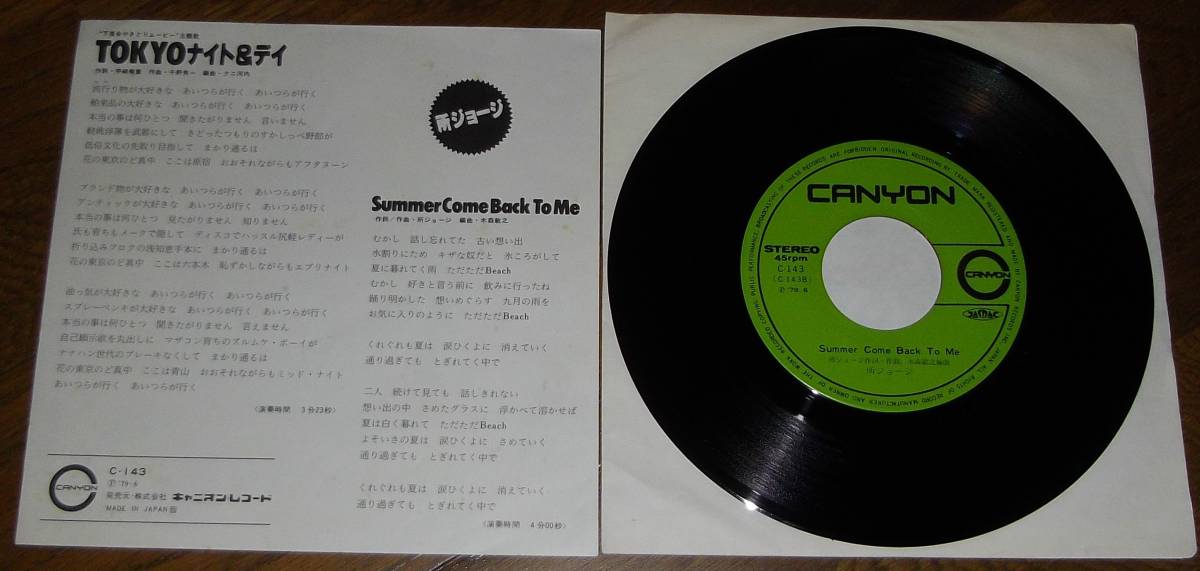 TOKYOナイト&デイ
所ジョージ
流行り物が大好きな あいつらが行く あいつらが行く
舶来品の大好きな あいつらが行く あいつらが行く
本当の事は何ひとつ 聞きたがりません 言いません
軽佻浮薄を武器にして きどったつもりのすかしっぺ野郎が
低俗文化の先取り目指して まかり通るは
花の東京のど真中 ここは原宿 おおそれながらもアフタヌーン
ブランド物が大好きな あいつらが行く あいつらが行く
アンティックが大好きな あいつらが行く あいつらが行く
本当の事は何ひとつ 見たがりません 知りません
氏も育ちもメークで隠して ディスコでハッスル尻軽レディーが
折り込みブロクの浅知恵手本に まかり通るは
花の東京のど真中 ここは六本木 恥ずかしながらもエブリナイト
油っ気が大好きな あいつらが行く あいつらが行く
スプレーペンキが大好きな あいつらが行く あいつらが行く
本当の事は何ひとつ 聞きたがりません 言えません
自己顕示欲を丸出しに マザコン育ちのズルムケ・ボーイが
ナナハン世代のブレーキなくして まかり通るは
花の東京のど真中 ここは青山 おおそれながらもミッド・ナイト
あいつらが行く あいつらが行く
〈演奏時間 3分23秒〉
Summer Come Back To Me
作詞/作曲・所ジョージ 編曲・木森敏之
むかし 話し忘れてた 古い想い出
水割りにため キザな奴だと 氷ころがして
夏に暮れてく雨 ただただBeach
むかし 好きと言う前に 飲みに行ったね
踊り明かした 想いめぐらす 九月の雨を
お気に入りのように ただただBeach
くれぐれも夏は 涙ひくよに 消えていく
通り過ぎても とぎれてく中で
二人 続けて見ても 話しきれない
想い出の中 さめたグラスに 浮かべて溶かせば
夏は白く暮れて ただただBeach
よそいきの夏は 涙ひくよに さめていく
通り過ぎても とぎれてく中で
くれぐれも夏は 涙ひくよに 消えていく
通り過ぎても とぎれてく中で
〈演奏時間 4分00秒〉
CANYON
C-143
Ⓟ '79・6
発売元・株式会社 キャニオンレコード
MADE IN JAPAN
CANYON
STEREO
45rpm
C-143
(C143B)
Ⓟ '79・6
CANYON
JASRAC
Summer Come Back To Me
所ジョージ作詞・作曲 木森敏之編曲
所ジョージ